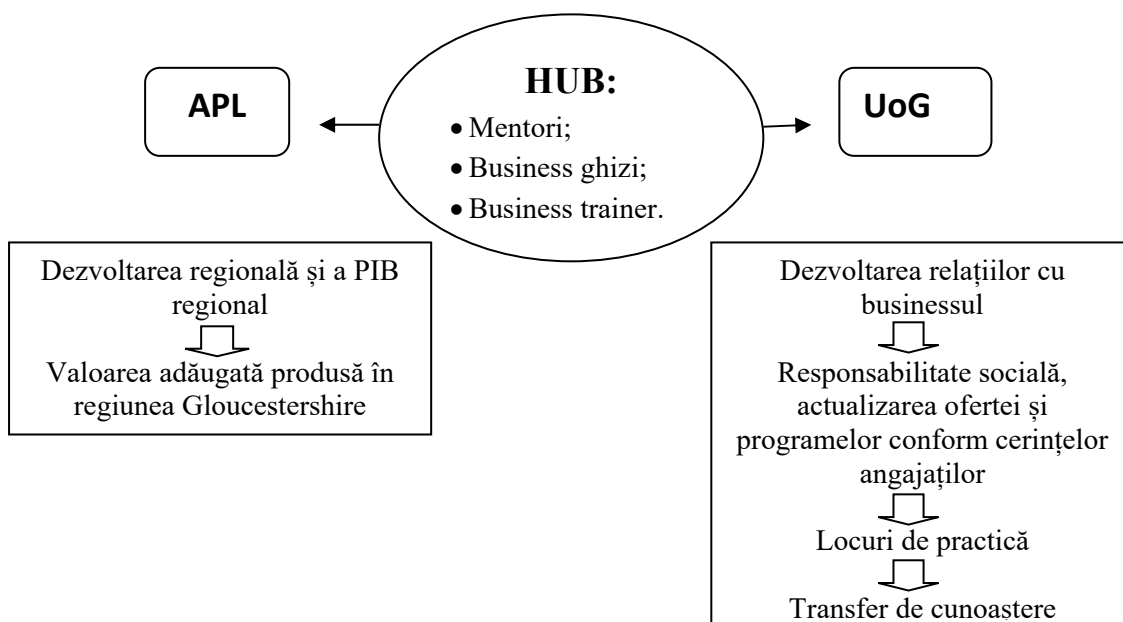 HUB:
• Mentori;
• Business ghizi;
• Business trainer.
APL
UoG
Dezvoltarea regională și a PIB
regional
Valoarea adăugată produsă în
regiunea Gloucestershire
Dezvoltarea relațiilor cu
businessul
Responsabilitate socială,
actualizarea ofertei și
programelor conform cerințelor
angajaților
Locuri de practică
Transfer de cunoaștere